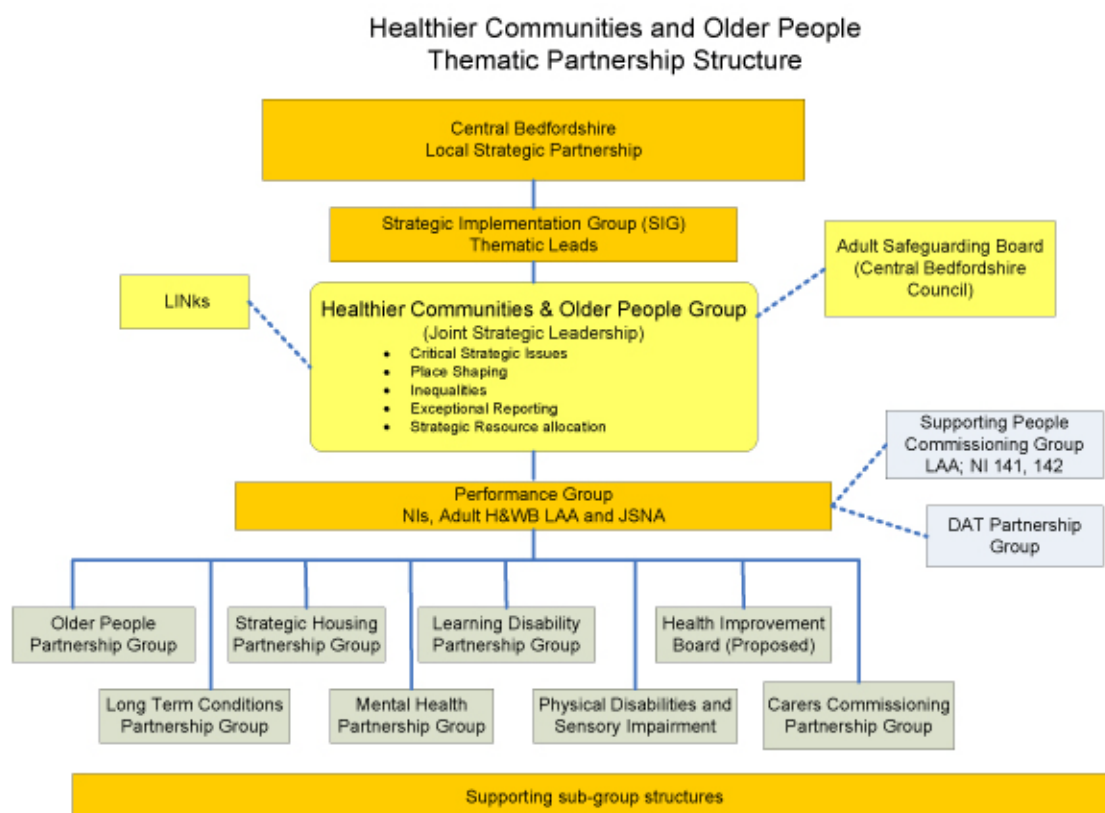 Healthier Communities and Older People
Thematic Partnership Structure
Central Bedfordshire
Local Strategic Partnership
Strategic Implementation Group (SIG)
Thematic Leads
Adult Safeguarding Board
(Central Bedfordshire
Council)
LINks
Healthier Communities & Older People Group
(Joint Strategic Leadership)
• Critical Strategic Issues
• Place Shaping
• Inequalities
• Exceptional Reporting
• Strategic Resource allocation
Supporting People
Commissioning Group
LAA; NI 141, 142
Performance Group
NIs, Adult H&WB LAA and JSNA
DAT Partnership
Group
Older People
Partnership Group
Strategic Housing
Partnership Group
Learning Disability
Partnership Group
Health Improvement
Board (Proposed)
Long Term Conditions
Partnership Group
Mental Health
Partnership Group
Physical Disabilities and
Sensory Impairment
Carers Commissioning
Partnership Group
Supporting sub-group structures